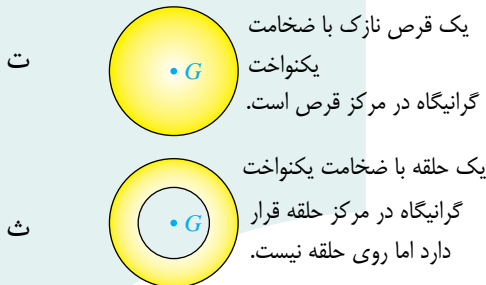 یک قرص نازک با ضخامت
یکنواخت
گرانیگاه در مرکز قرص است.
G
ت
یک حلقه با ضخامت یکنواخت
گرانیگاه در مرکز حلقه قرار
دارد اما روی حلقه نیست.
G
ث